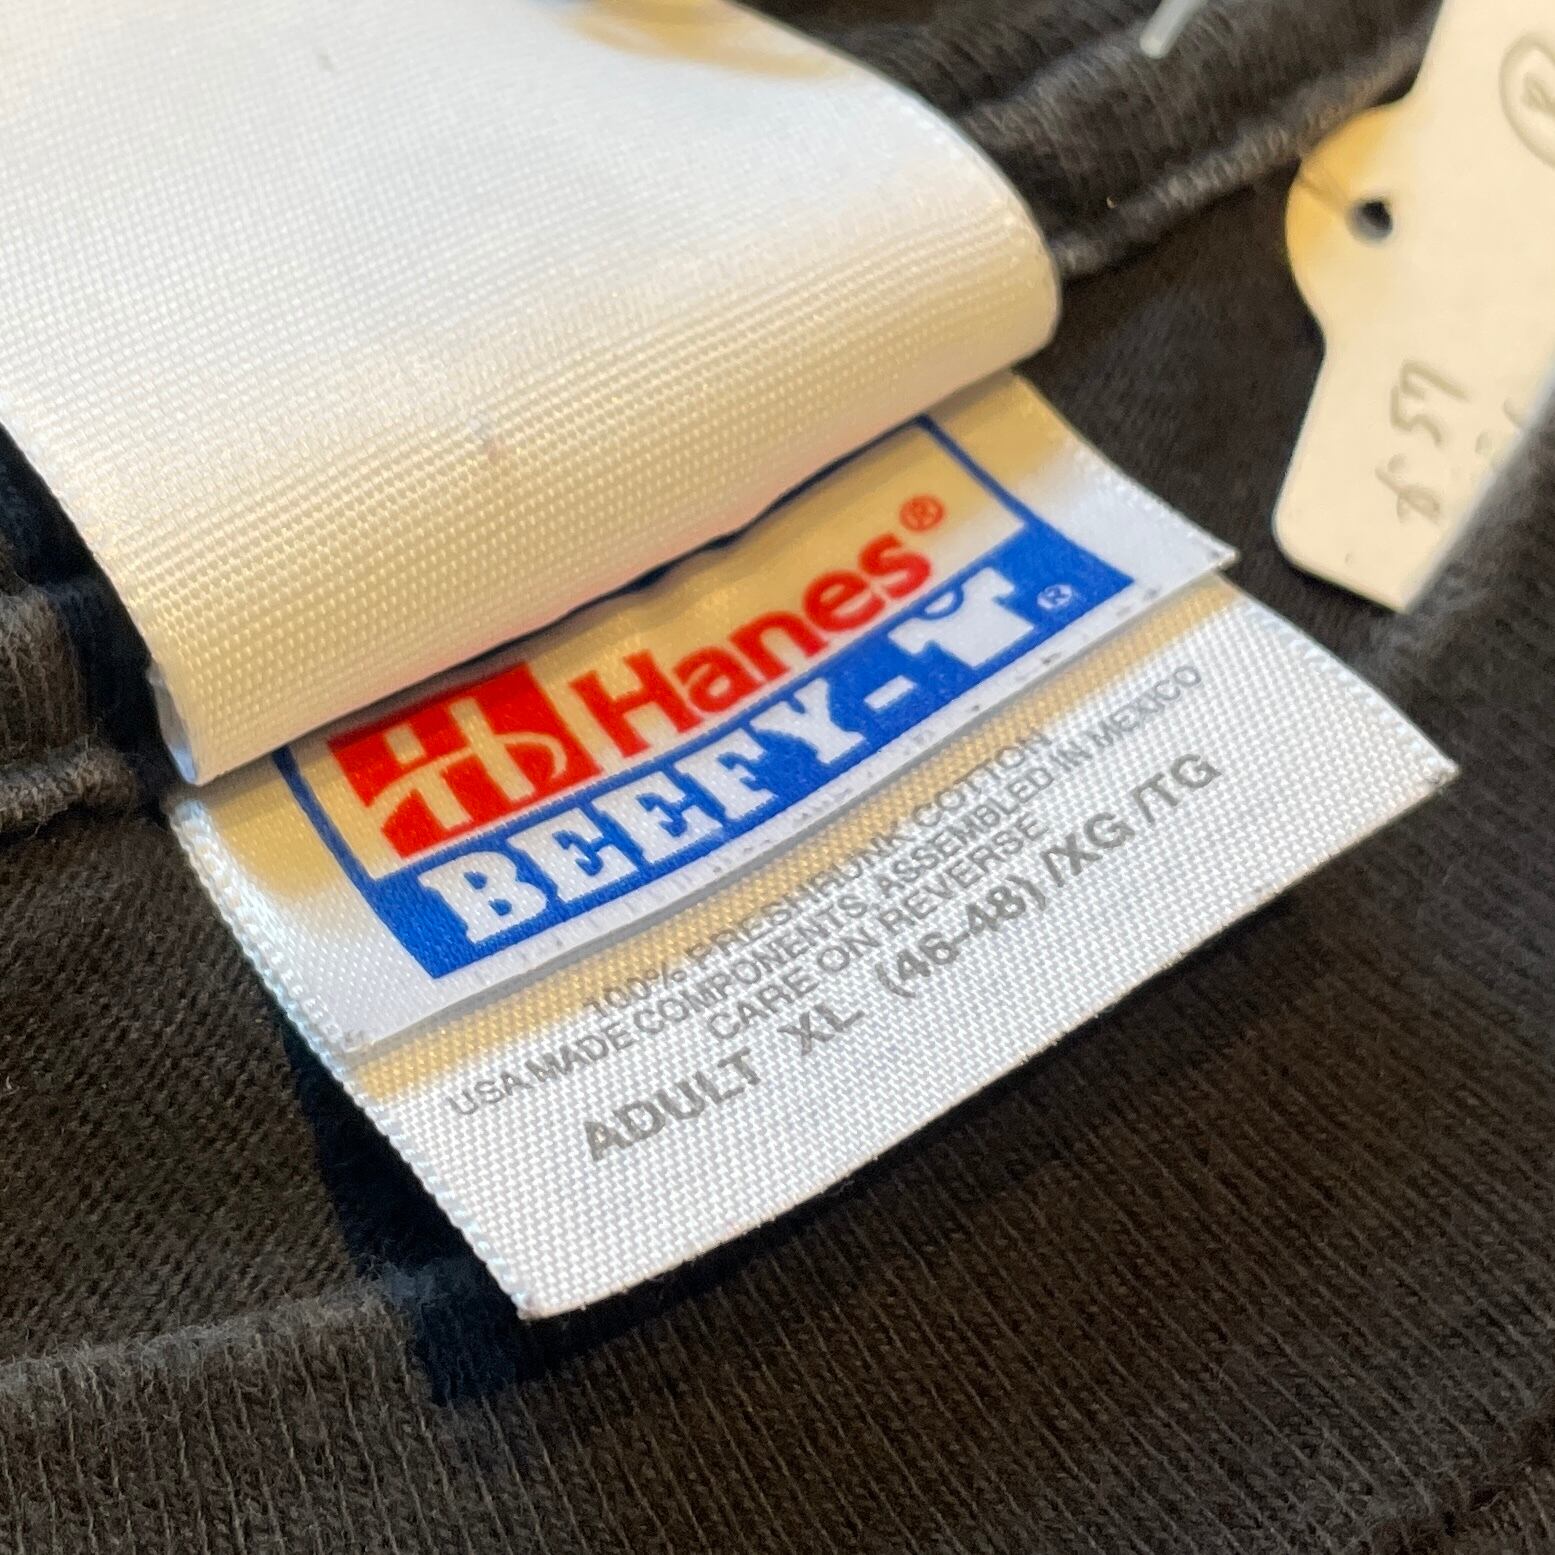 Hanes®
BEEFY-T®
100% PRESHRUNK COTTON
USA MADE COMPONENTS, ASSEMBLED IN MEXICO
CARE ON REVERSE
ADULT XL (46-48) /XG /TG